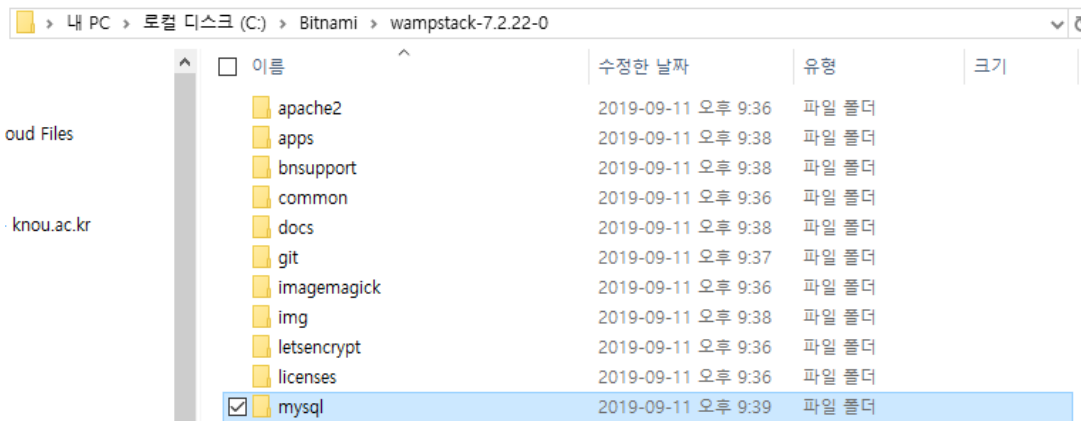 내 PC > 로컬 디스크 (C:) > Bitnami > wampstack-7.2.22-0
이름 수정한 날짜 유형 크기
apache2 2019-09-11 오후 9:36 파일 폴더
oud Files
apps 2019-09-11 오후 9:38 파일 폴더
bnsupport 2019-09-11 오후 9:38 파일 폴더
common 2019-09-11 오후 9:36 파일 폴더
knou.ac.kr
docs 2019-09-11 오후 9:38 파일 폴더
git 2019-09-11 오후 9:37 파일 폴더
imagemagick 2019-09-11 오후 9:36 파일 폴더
img 2019-09-11 오후 9:38 파일 폴더
letsencrypt 2019-09-11 오후 9:36 파일 폴더
licenses 2019-09-11 오후 9:36 파일 폴더
mysql 2019-09-11 오후 9:39 파일 폴더